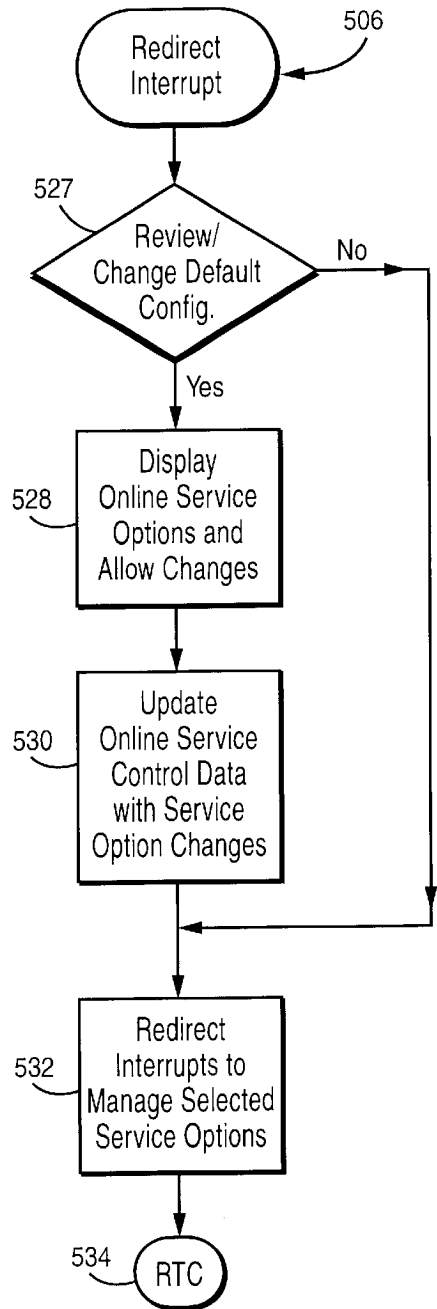 Redirect
Interrupt
506
527
Review/
Change Default
Config.
No
Yes
528
Display
Online Service
Options and
Allow Changes
530
Update
Online Service
Control Data
with Service
Option Changes
532
Redirect
Interrupts to
Manage Selected
Service Options
534
RTC